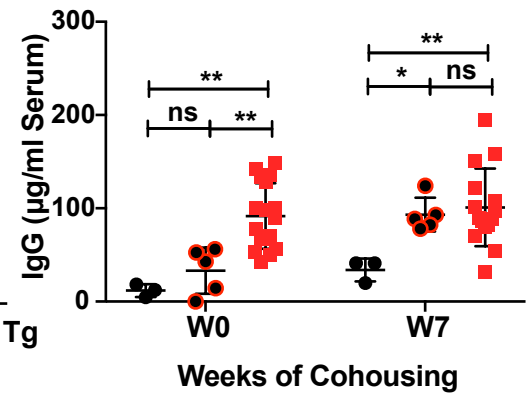 300
200
100
0
IgG (µg/ml Serum)
**
ns
**
**
*
ns
Tg
W0
W7
Weeks of Cohousing